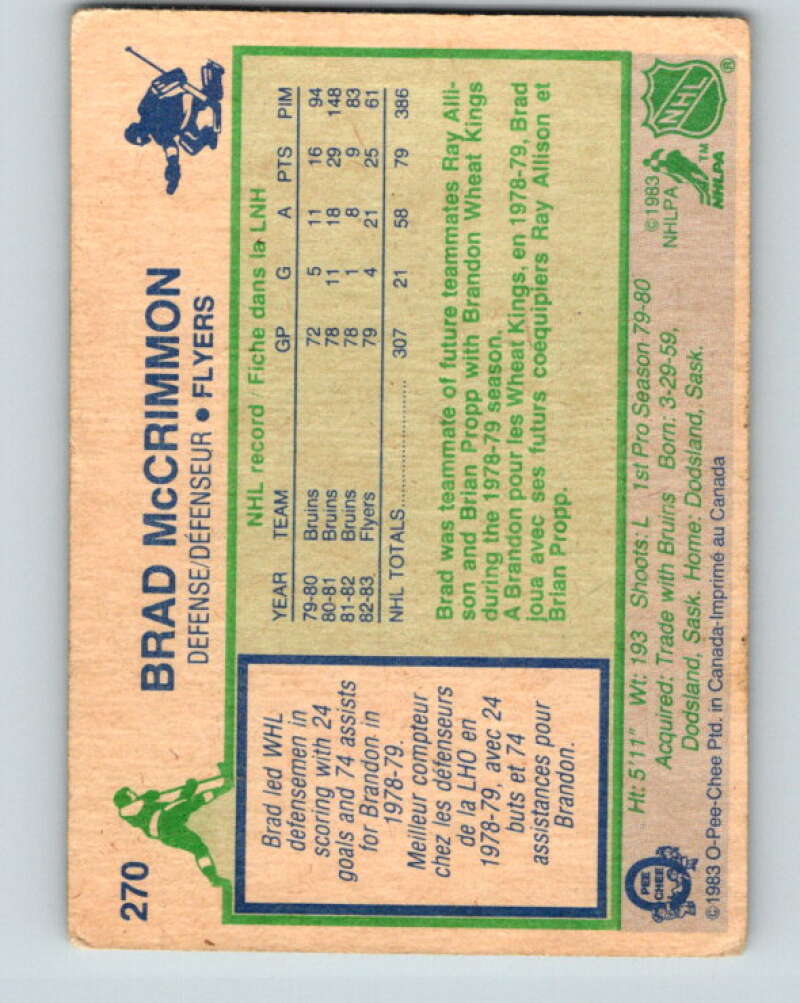 270
BRAD McCRIMMON
DEFENSE/DÉFENSEUR • FLYERS
Brad led WHL
defensemen in
scoring with 24
goals and 74 assists
for Brandon in
1978-79.
Meilleur compteur
chez les défenseurs
de la LHO en
1978-79, avec 24
buts et 74
assistances pour
Brandon.
NHL record / Fiche dans la LNH
YEAR TEAM GP G A PTS PIM
79-80 Bruins 72 5 11 16 94
80-81 Bruins 78 11 18 29 148
81-82 Bruins 78 1 8 9 83
82-83 Flyers 79 4 21 25 61
NHL TOTALS 307 21 58 79 386
Brad was teammate of future teammates Ray Alli-
son and Brian Propp with Brandon Wheat Kings
during the 1978-79 season.
A Brandon pour les Wheat Kings, en 1978-79, Brad
joua avec ses futurs coequipiers Ray Allison et
Brian Propp.
Ht: 5'11" Wt: 193 Shoots: L 1st Pro Season 79-80
Acquired: Trade with Bruins Born: 3-29-59,
Dodsland, Sask. Home: Dodsland, Sask.
©1983 O-Pee-Chee Ptd. in Canada-Imprimé au Canada
O PEE CHEE
©1983
NHLPA
NHLPA™
NHL®